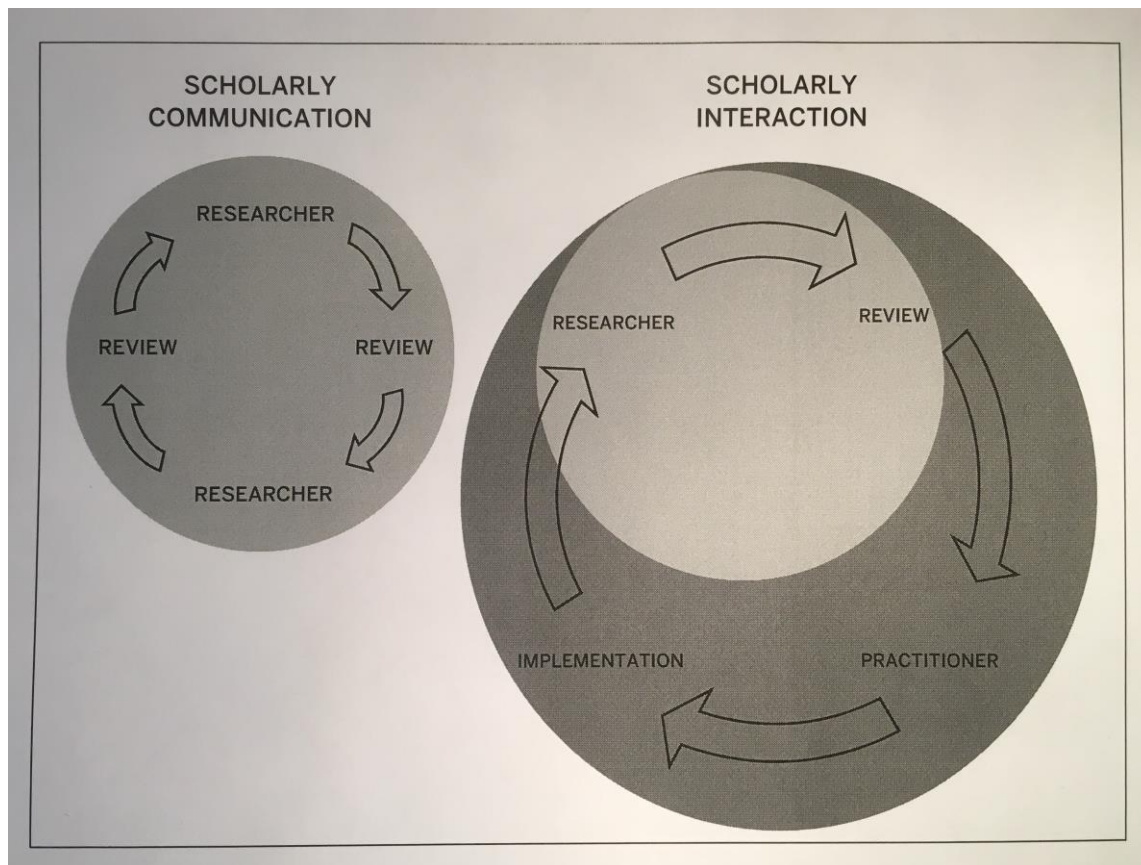 SCHOLARLY
COMMUNICATION
RESEARCHER
REVIEW
REVIEW
RESEARCHER
SCHOLARLY
INTERACTION
RESEARCHER
REVIEW
IMPLEMENTATION
PRACTITIONER